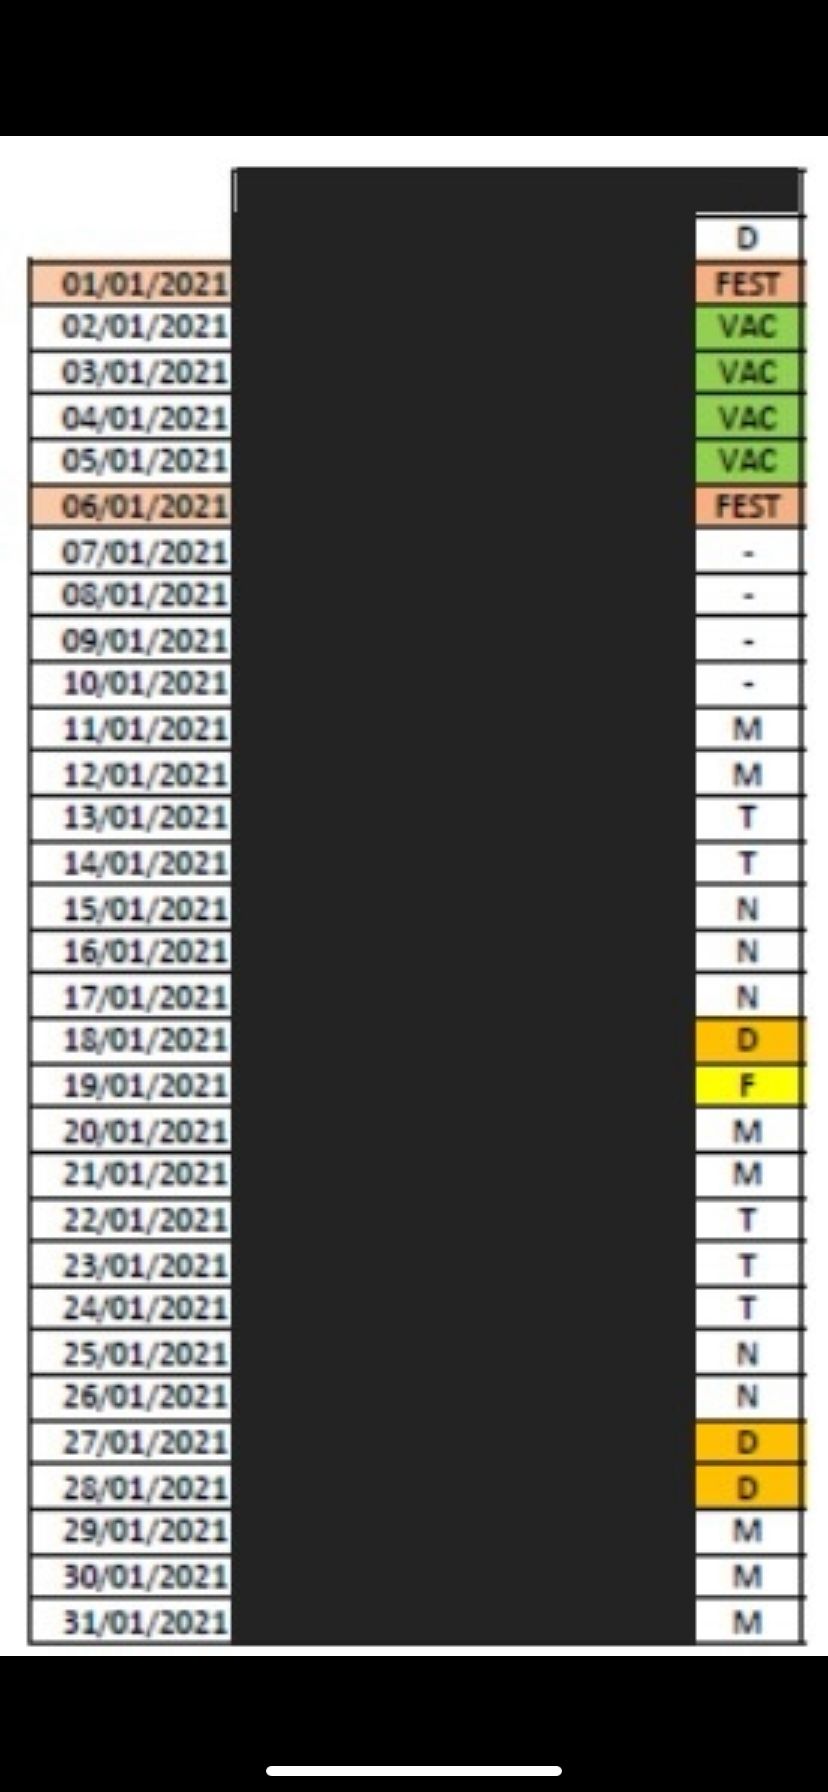 D
01/01/2021 FEST
02/01/2021 VAC
03/01/2021 VAC
04/01/2021 VAC
05/01/2021 VAC
06/01/2021 FEST
07/01/2021 -
08/01/2021 -
09/01/2021 -
10/01/2021 -
11/01/2021 M
12/01/2021 M
13/01/2021 T
14/01/2021 T
15/01/2021 N
16/01/2021 N
17/01/2021 N
18/01/2021 D
19/01/2021 F
20/01/2021 M
21/01/2021 M
22/01/2021 T
23/01/2021 T
24/01/2021 T
25/01/2021 N
26/01/2021 N
27/01/2021 D
28/01/2021 D
29/01/2021 M
30/01/2021 M
31/01/2021 M